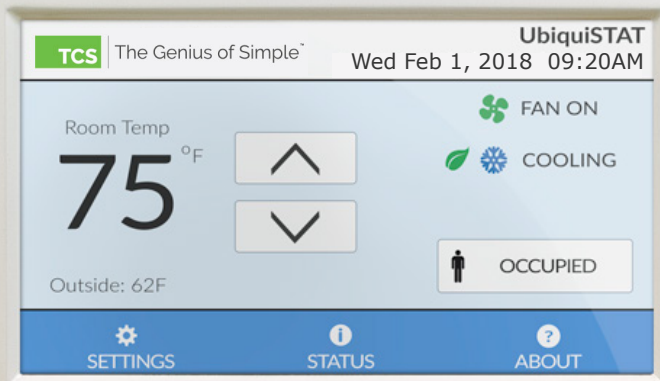 TCS The Genius of Simple™
UbiquiSTAT
Wed Feb 1, 2018 09:20AM
Room Temp
75 °F
FAN ON
COOLING
Outside: 62F
OCCUPIED
SETTINGS
STATUS
ABOUT